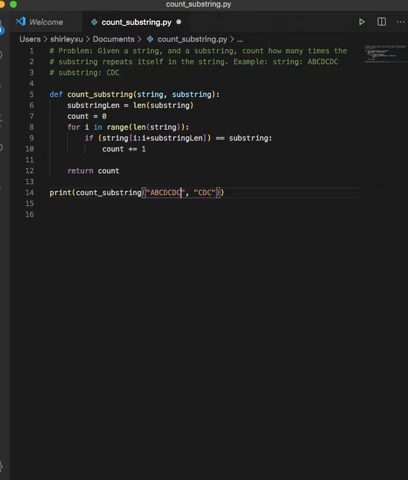 count_substring.py
Welcome
count_substring.py
Users > shirleyxu > Documents > count_substring.py > ...
1 # Problem: Given a string, and a substring, count how many times the
2 # substring repeats itself in the string. Example: string: ABCDCDC
3 # substring: CDC
4
5 def count_substring(string, substring):
6 substringLen = len(substring)
7 count = 0
8 for i in range(len(string)):
9 if (string[i:i+substringLen]) == substring:
10 count += 1
11
12 return count
13
14 print(count_substring("ABCDCDC", "CDC"))
15
16